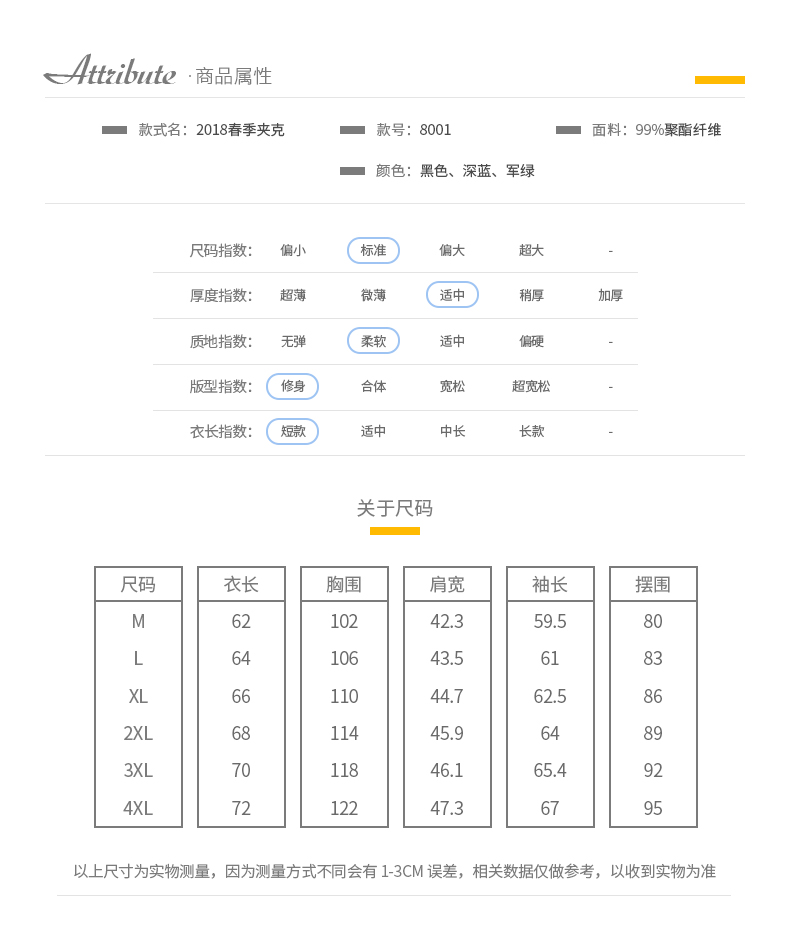 Attribute ·商品属性
款式名：2018春季夹克 款号：8001 面料：99%聚酯纤维
颜色：黑色、深蓝、军绿
尺码指数： 偏小 标准 偏大 超大 -
厚度指数： 超薄 微薄 适中 稍厚 加厚
质地指数： 无弹 柔软 适中 偏硬 -
版型指数： 修身 合体 宽松 超宽松 -
衣长指数： 短款 适中 中长 长款 -
关于尺码
尺码 衣长 胸围 肩宽 袖长 摆围
M 62 102 42.3 59.5 80
L 64 106 43.5 61 83
XL 66 110 44.7 62.5 86
2XL 68 114 45.9 64 89
3XL 70 118 46.1 65.4 92
4XL 72 122 47.3 67 95
以上尺寸为实物测量，因为测量方式不同会有 1-3CM 误差，相关数据仅做参考，以收到实物为准